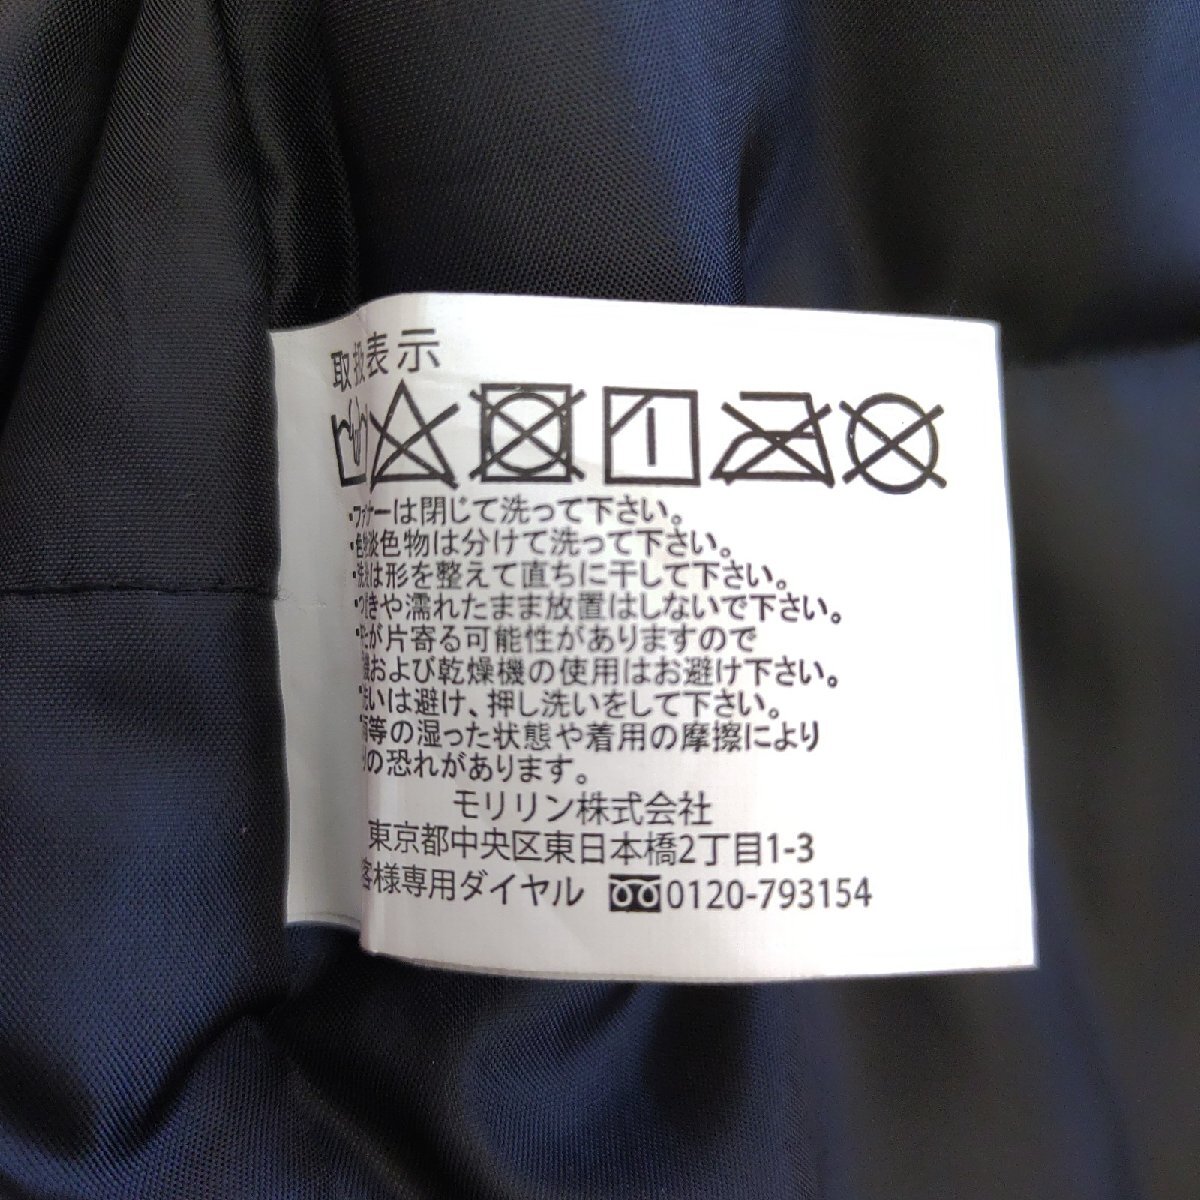 取扱表示
・ファスナーは閉じて洗って下さい。
淡色物は分けて洗って下さい。
は形を整えて直ちに干して下さい。
や濡れたまま放置はしないで下さい。
が片寄る可能性がありますので
および乾燥機の使用はお避け下さい。
洗いは避け、押し洗いをして下さい。
等の湿った状態や着用の摩擦により
の恐れがあります。
モリリン株式会社
東京都中央区東日本橋2丁目1-3
客様専用ダイヤル 0120-793154